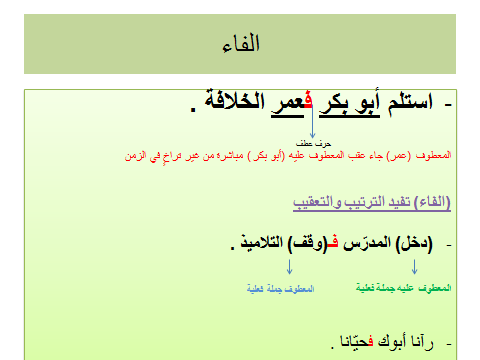 الفاء
- استلم أبو بكر فعمر الخلافة .
حرف عطف
المعطوف (عمر) جاء عقب المعطوف عليه (أبو بكر ) مباشرة من غير تراخٍ في الزمن
(الفاء) تفيد الترتيب والتعقيب
- (دخل) المدرّس فـ(وقف) التلاميذ .
المعطوف عليه جملة فعلية المعطوف جملة فعلية
- رآنا أبوك فحيّانا .